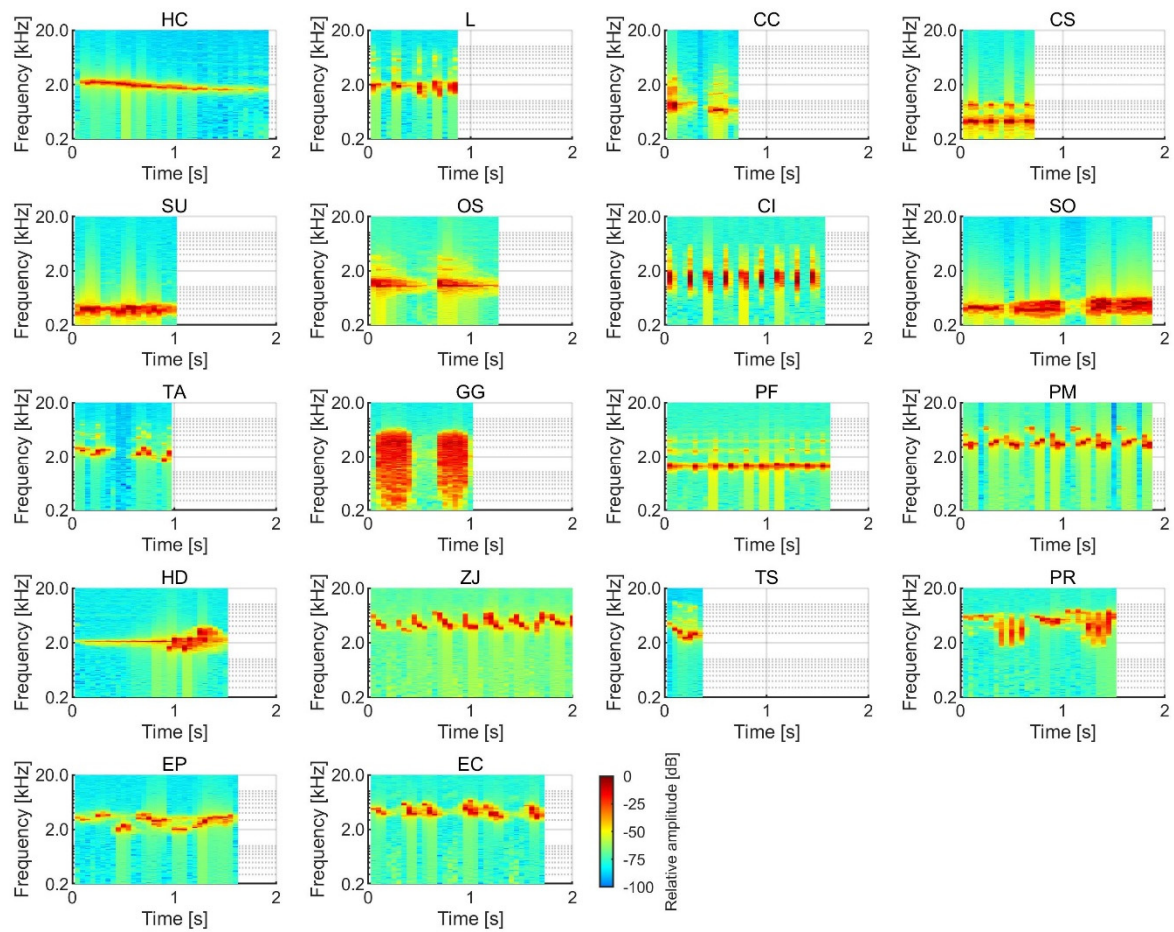 HC
Frequency [kHz]
20.0
2.0
0.2
0 1 2
Time [s]
L
Frequency [kHz]
20.0
2.0
0.2
0 1 2
Time [s]
CC
Frequency [kHz]
20.0
2.0
0.2
0 1 2
Time [s]
CS
Frequency [kHz]
20.0
2.0
0.2
0 1 2
Time [s]
SU
Frequency [kHz]
20.0
2.0
0.2
0 1 2
Time [s]
OS
Frequency [kHz]
20.0
2.0
0.2
0 1 2
Time [s]
CI
Frequency [kHz]
20.0
2.0
0.2
0 1 2
Time [s]
SO
Frequency [kHz]
20.0
2.0
0.2
0 1 2
Time [s]
TA
Frequency [kHz]
20.0
2.0
0.2
0 1 2
Time [s]
GG
Frequency [kHz]
20.0
2.0
0.2
0 1 2
Time [s]
PF
Frequency [kHz]
20.0
2.0
0.2
0 1 2
Time [s]
PM
Frequency [kHz]
20.0
2.0
0.2
0 1 2
Time [s]
HD
Frequency [kHz]
20.0
2.0
0.2
0 1 2
Time [s]
ZJ
Frequency [kHz]
20.0
2.0
0.2
0 1 2
Time [s]
TS
Frequency [kHz]
20.0
2.0
0.2
0 1 2
Time [s]
PR
Frequency [kHz]
20.0
2.0
0.2
0 1 2
Time [s]
EP
Frequency [kHz]
20.0
2.0
0.2
0 1 2
Time [s]
EC
Frequency [kHz]
20.0
2.0
0.2
0 1 2
Time [s]
0
-25
-50
-75
-100
Relative amplitude [dB]